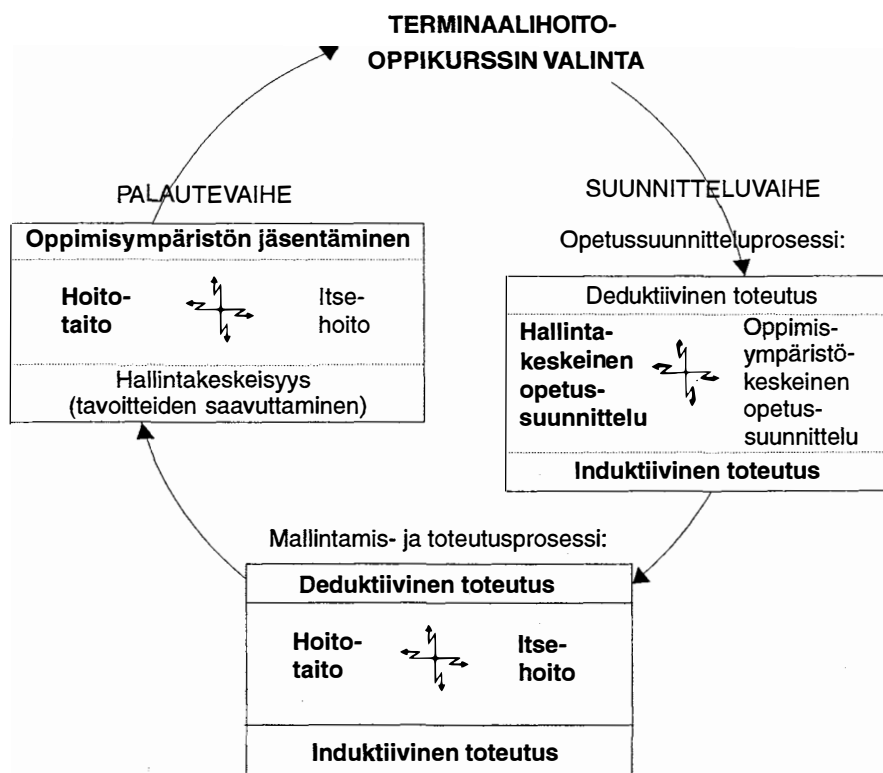 TERMINAALIHOITO-
OPPIKURSSIN VALINTA
PALAUTEVAIHE
Oppimisympäristön jäsentäminen
Hoito-
taito
Itse-
hoito
Hallintakeskeisyys
(tavoitteiden saavuttaminen)
SUUNNITTELUVAIHE
Opetussuunnitteluprosessi:
Deduktiivinen toteutus
Hallinta-
keskeinen
opetus-
suunnittelu
Oppimis-
ympäristö-
keskeinen
opetus-
suunnittelu
Induktiivinen toteutus
Mallintamis- ja toteutusprosessi:
Deduktiivinen toteutus
Hoito-
taito
Itse-
hoito
Induktiivinen toteutus